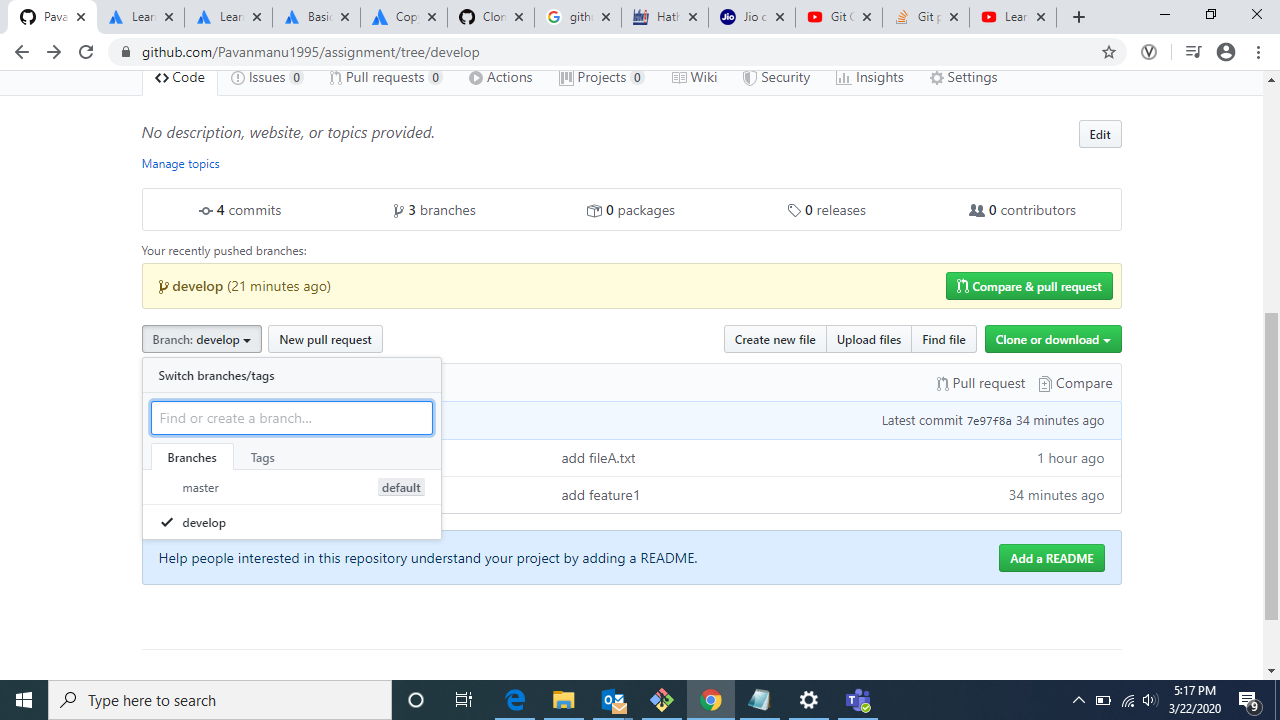 Pava
Lear
Lear
Basi
Cop
Clon
gith
Hath
Jio c
Git C
Git p
Lear
github.com/Pavanmanu1995/assignment/tree/develop
Code Issues 0 Pull requests 0 Actions Projects 0 Wiki Security Insights Settings
No description, website, or topics provided.
Edit
Manage topics
4 commits 3 branches 0 packages 0 releases 0 contributors
Your recently pushed branches:
develop (21 minutes ago) Compare & pull request
Branch: develop New pull request Create new file Upload files Find file Clone or download
Switch branches/tags
Pull request Compare
Find or create a branch...
Latest commit 7e97f8a 34 minutes ago
Branches Tags
add fileA.txt 1 hour ago
master default
add feature1 34 minutes ago
develop
Help people interested in this repository understand your project by adding a README. Add a README
Type here to search
5:17 PM
3/22/2020
9